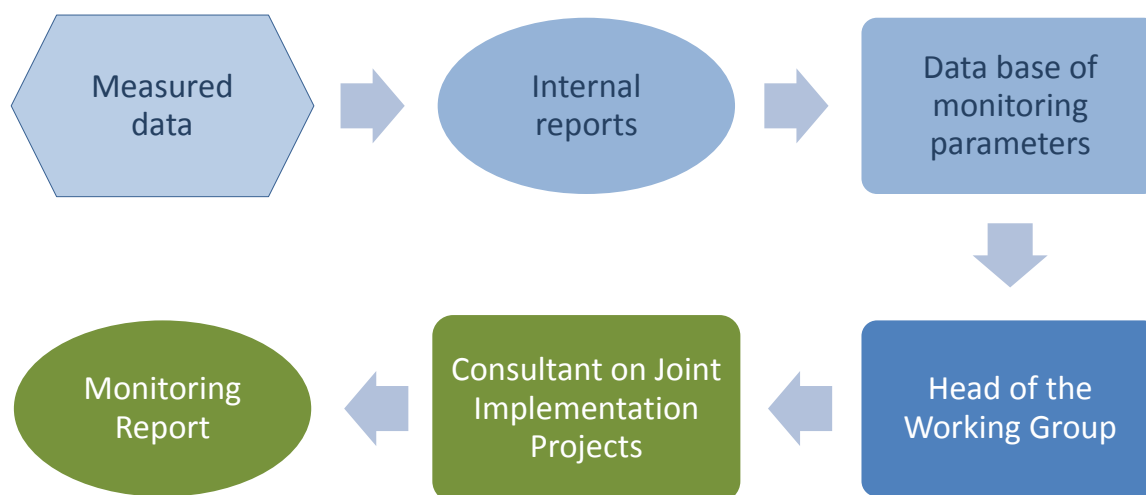 Measured
data
Internal
reports
Data base of
monitoring
parameters
Head of the
Working Group
Consultant on Joint
Implementation
Projects
Monitoring
Report